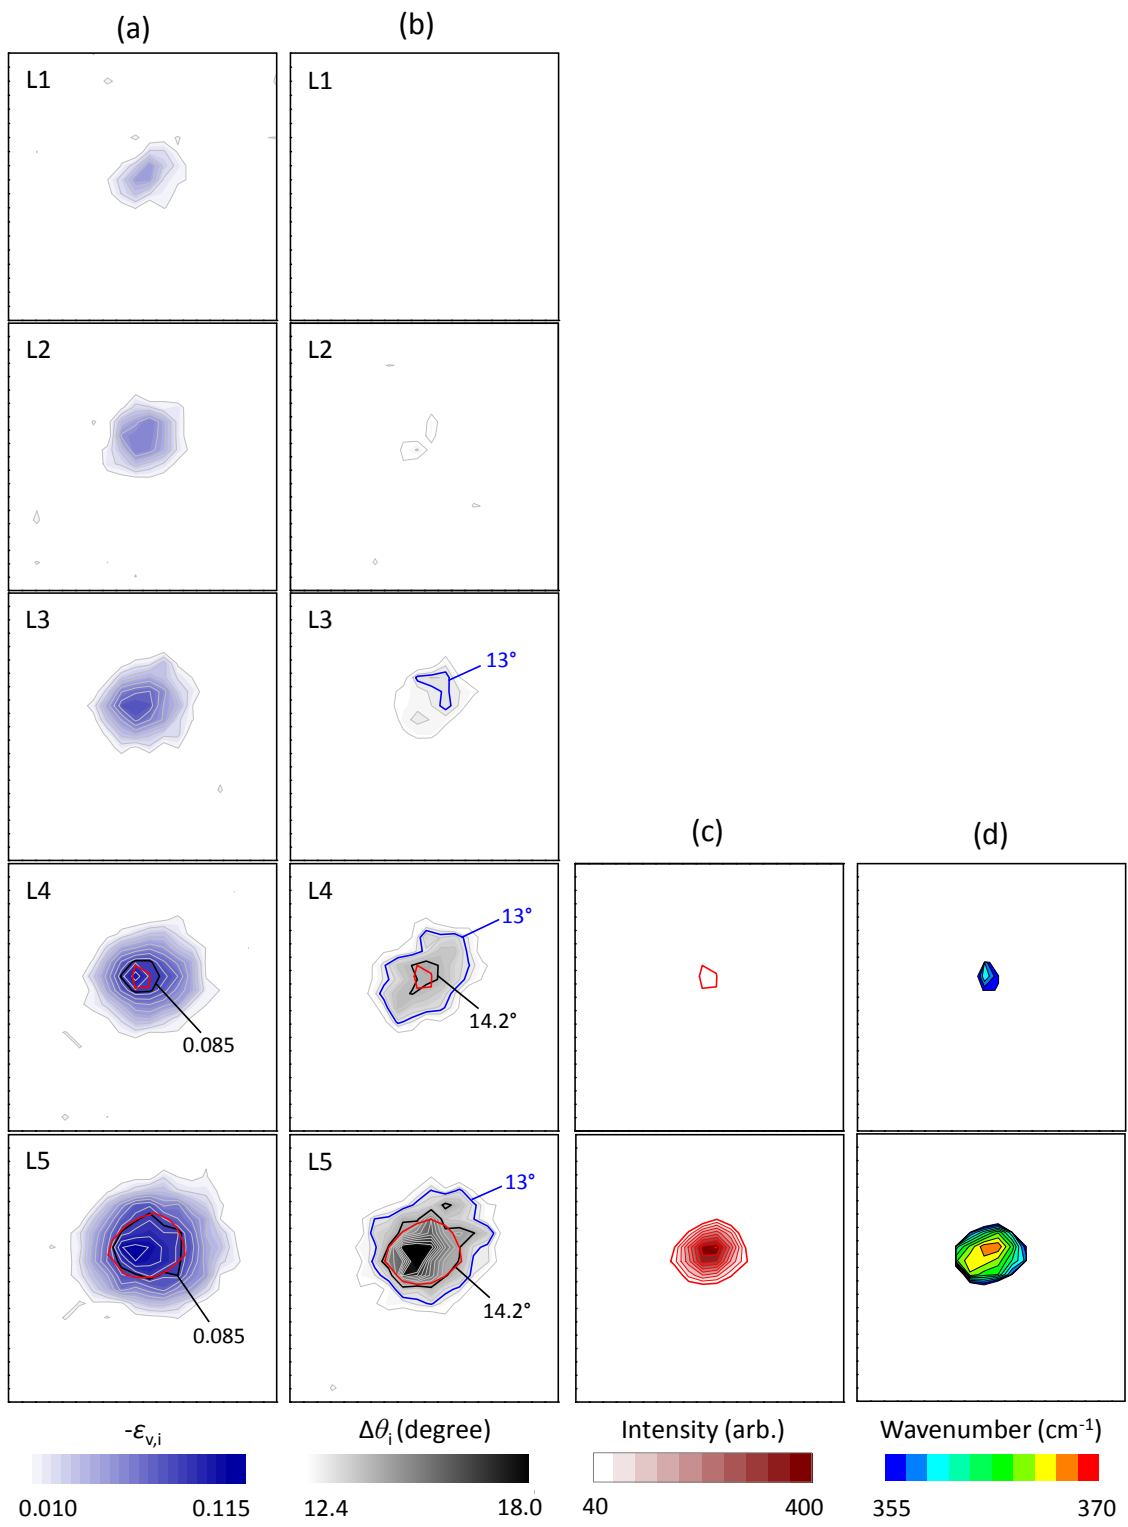 (a)
(b)
L1
L1
L2
L2
L3
L3
13°
(c)
(d)
L4
0.085
L4
13°
14.2°
L5
0.085
L5
13°
14.2°
-εv,i
Δθi (degree)
Intensity (arb.)
Wavenumber (cm-1)
0.010
0.115
12.4
18.0
40
400
355
370